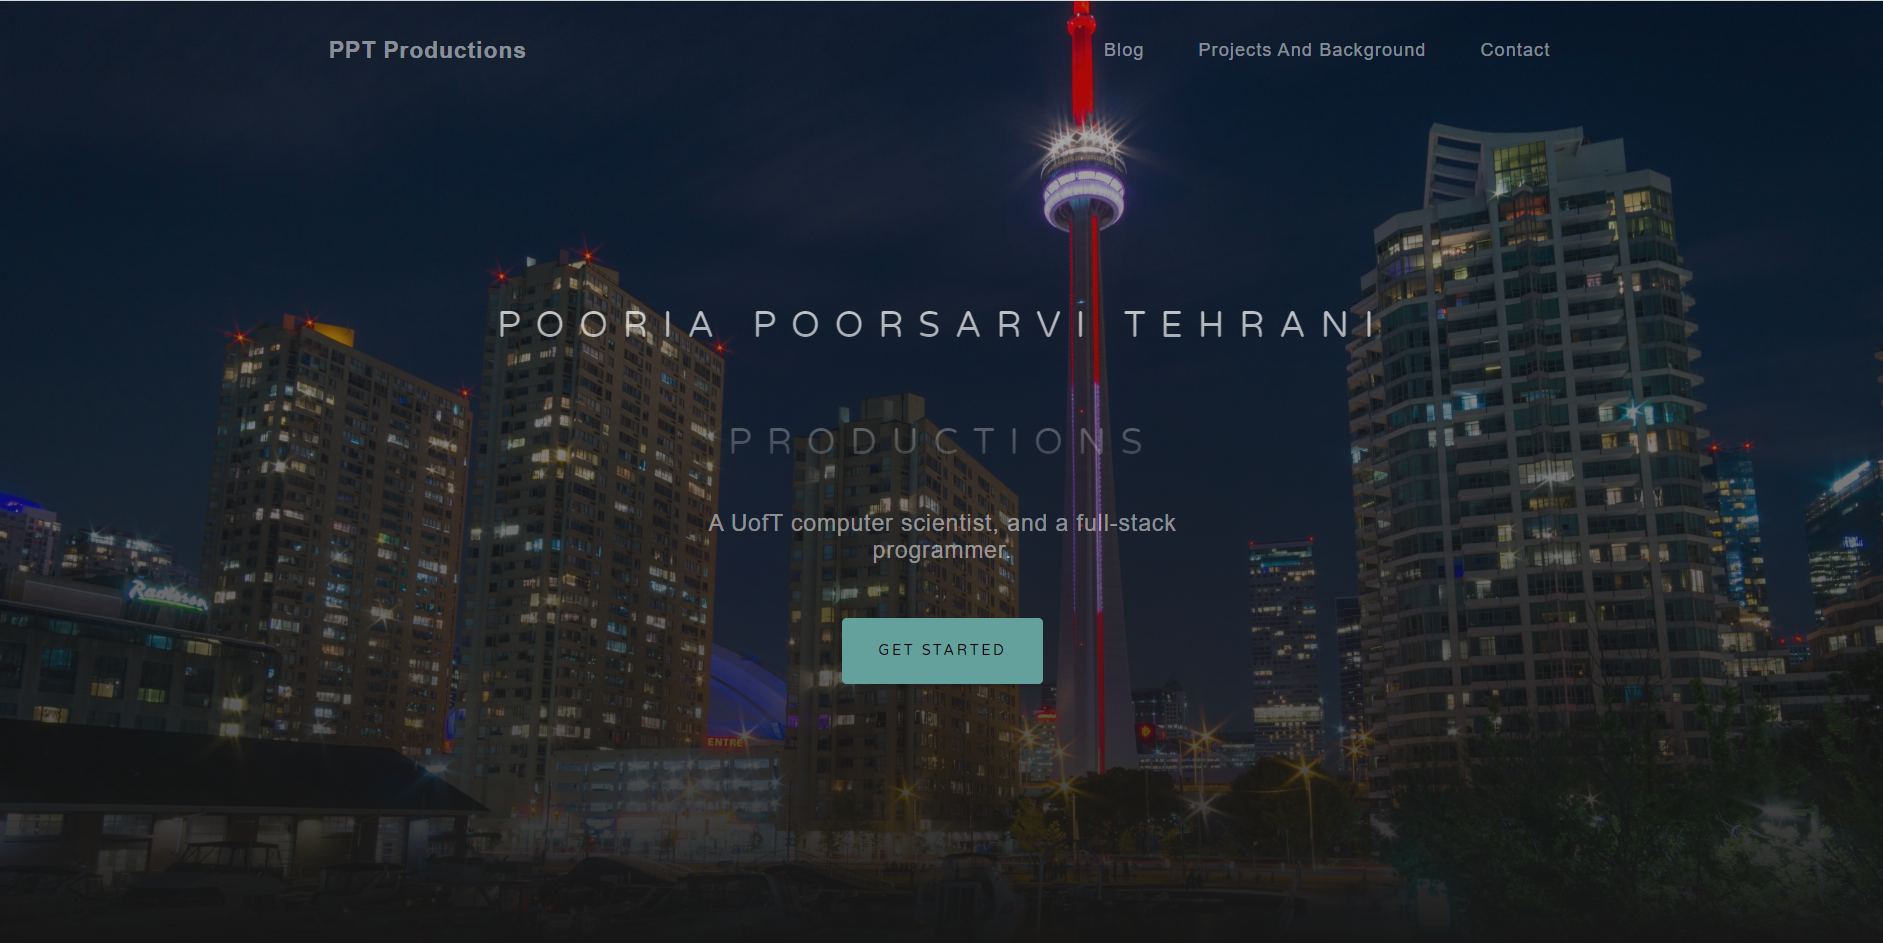 PPT Productions
Blog
Projects And Background
Contact
POORIA POORSARVI TEHRANI
PRODUCTIONS
A UofT computer scientist, and a full-stack
programmer.
Radisson
GET STARTED
ENTRE